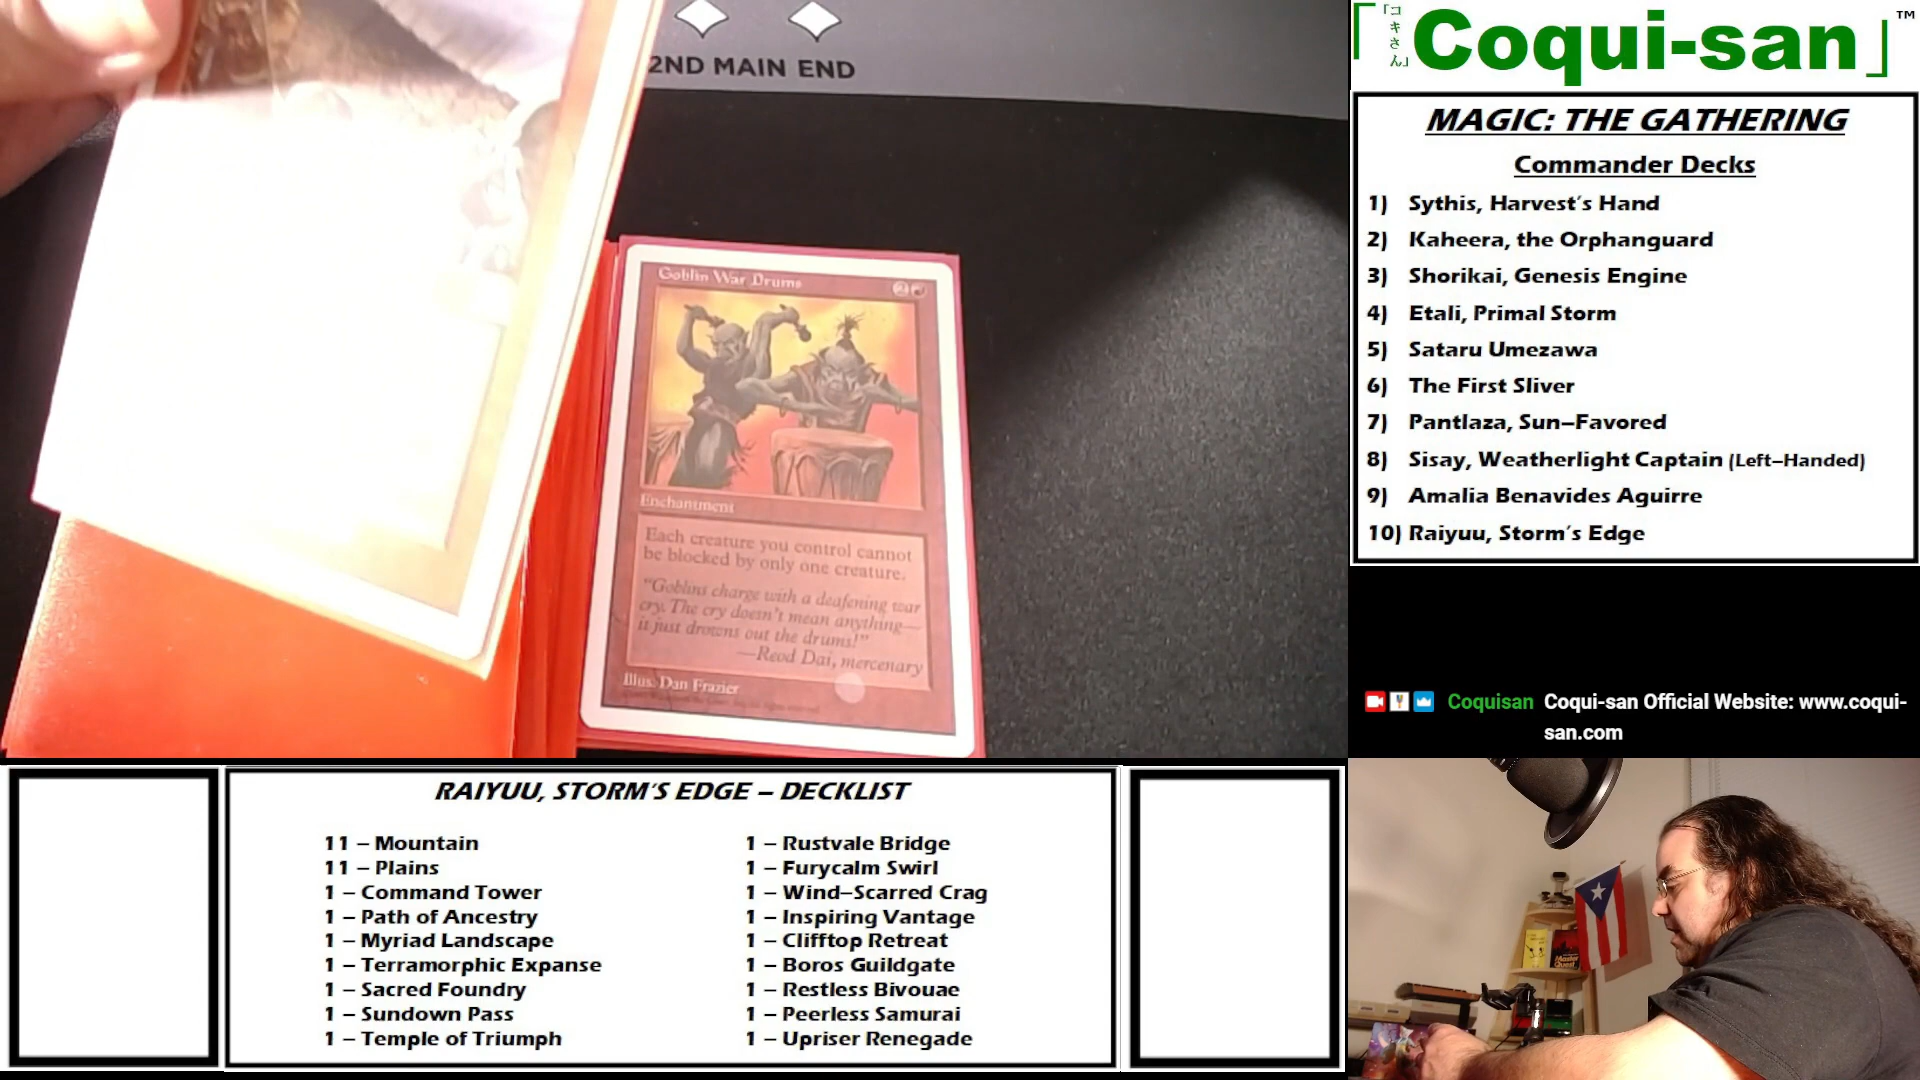 2ND MAIN END
Goblin War Drums
2
Enchantment
Each creature you control cannot
be blocked by only one creature.
"Goblins charge with a deafening war
cry. The cry doesn't mean anything—
it just drowns out the drums!"
—Reod Dai, mercenary
Illus. Dan Frazier
「コキさん」
「Coqui-san」™
MAGIC: THE GATHERING
Commander Decks
1) Sythis, Harvest's Hand
2) Kaheera, the Orphanguard
3) Shorikai, Genesis Engine
4) Etali, Primal Storm
5) Sataru Umezawa
6) The First Sliver
7) Pantlaza, Sun–Favored
8) Sisay, Weatherlight Captain (Left–Handed)
9) Amalia Benavides Aguirre
10) Raiyuu, Storm's Edge
Coquisan Coqui-san Official Website: www.coqui-
san.com
RAIYUU, STORM'S EDGE – DECKLIST
11 – Mountain
11 – Plains
1 – Command Tower
1 – Path of Ancestry
1 – Myriad Landscape
1 – Terramorphic Expanse
1 – Sacred Foundry
1 – Sundown Pass
1 – Temple of Triumph
1 – Rustvale Bridge
1 – Furycalm Swirl
1 – Wind–Scarred Crag
1 – Inspiring Vantage
1 – Clifftop Retreat
1 – Boros Guildgate
1 – Restless Bivouae
1 – Peerless Samurai
1 – Upriser Renegade
Master
Quest